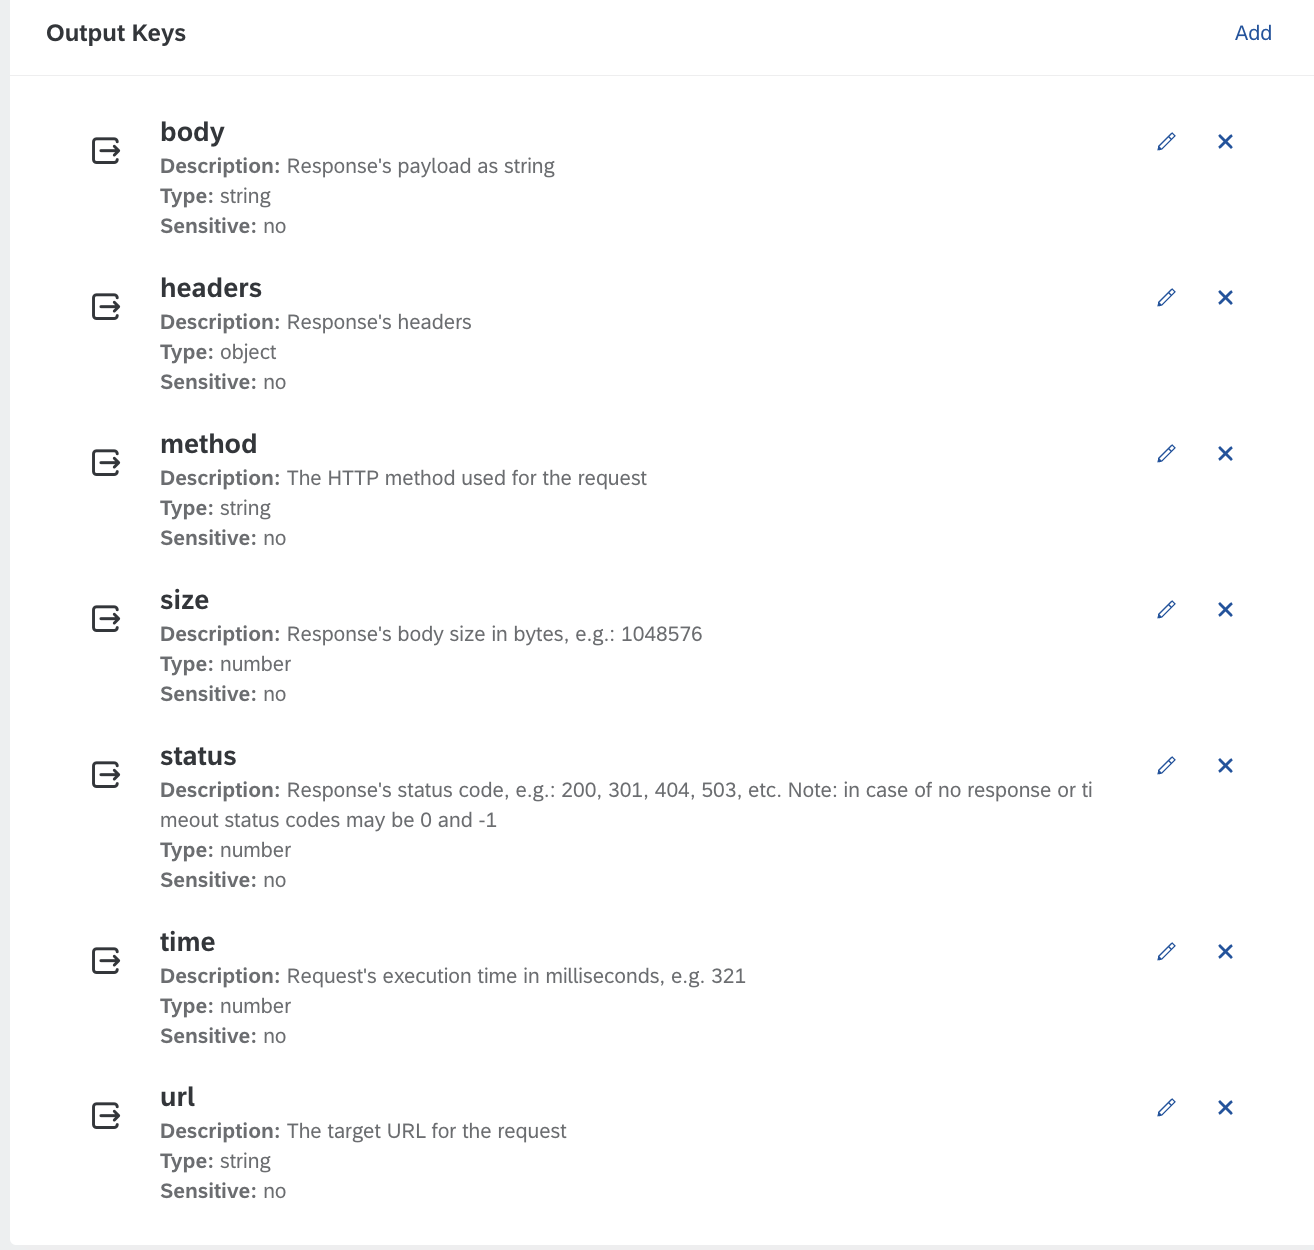 Output Keys
Add
body
Description: Response's payload as string
Type: string
Sensitive: no
headers
Description: Response's headers
Type: object
Sensitive: no
method
Description: The HTTP method used for the request
Type: string
Sensitive: no
size
Description: Response's body size in bytes, e.g.: 1048576
Type: number
Sensitive: no
status
Description: Response's status code, e.g.: 200, 301, 404, 503, etc. Note: in case of no response or ti
meout status codes may be 0 and -1
Type: number
Sensitive: no
time
Description: Request's execution time in milliseconds, e.g. 321
Type: number
Sensitive: no
url
Description: The target URL for the request
Type: string
Sensitive: no